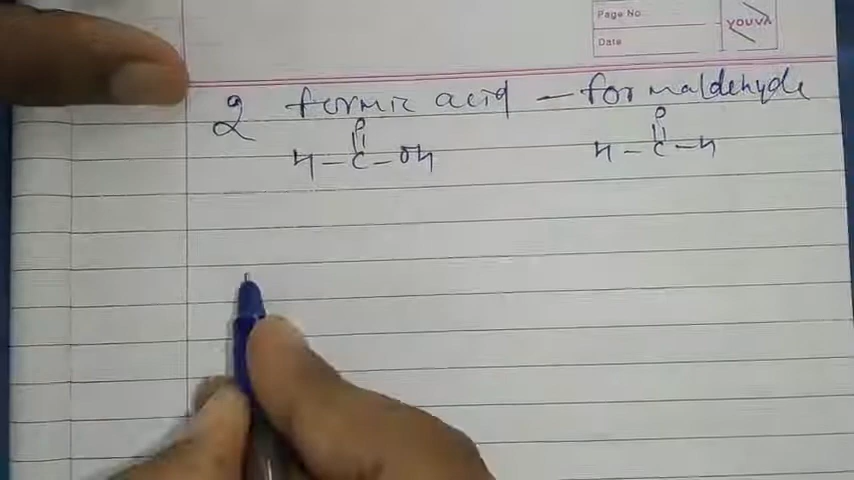 Page No
Date
YOUVA
2 formic acid – formaldehyde
O O
H – C – OH H – C – H